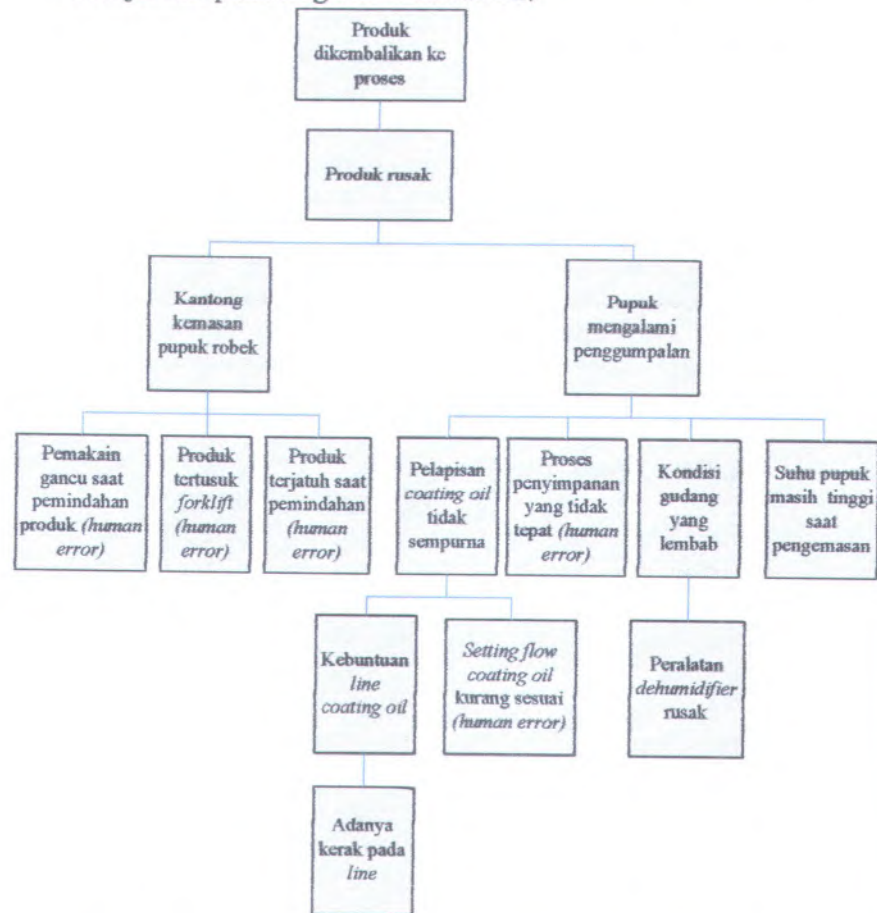 Produk
dikembalikan ke
proses
Produk rusak
Kantong
kemasan
pupuk robek
Pupuk
mengalami
penggumpalan
Pemakain
gancu saat
pemindahan
produk (human
error)
Produk
tertusuk
forklift
(human
error)
Produk
terjatuh saat
pemindahan
(human
error)
Pelapisan
coating oil
tidak
sempurna
Proses
penyimpanan
yang tidak
tepat (human
error)
Kondisi
gudang
yang
lembab
Suhu pupuk
masih tinggi
saat
pengemasan
Kebuntuan
line
coating oil
Setting flow
coating oil
kurang sesuai
(human error)
Peralatan
dehumidifier
rusak
Adanya
kerak pada
line